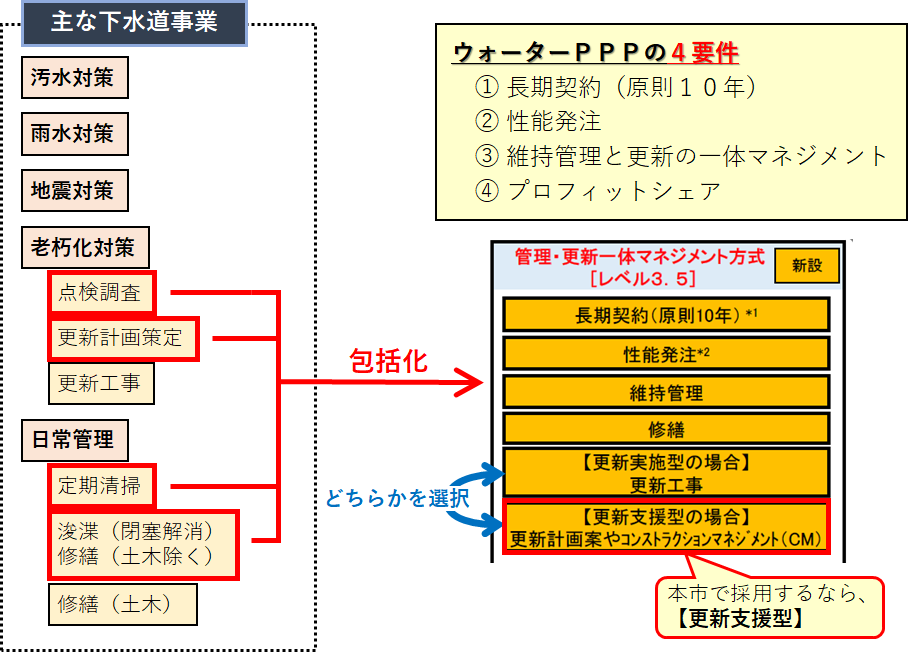 主な下水道事業
汚水対策
雨水対策
地震対策
老朽化対策
点検調査
更新計画策定
更新工事
日常管理
定期清掃
浚渫（閉塞解消）
修繕（土木除く）
修繕（土木）
包括化
どちらかを選択
ウォーターＰＰＰの４要件
① 長期契約（原則１０年）
② 性能発注
③ 維持管理と更新の一体マネジメント
④ プロフィットシェア
管理・更新一体マネジメント方式
［レベル３．５］
新設
長期契約（原則10年）*1
性能発注*2
維持管理
修繕
【更新実施型の場合】
更新工事
【更新支援型の場合】
更新計画案やｺﾝｽﾄﾗｸｼｮﾝﾏﾈｼﾞﾒﾝﾄ（CM）
本市で採用するなら、
【更新支援型】